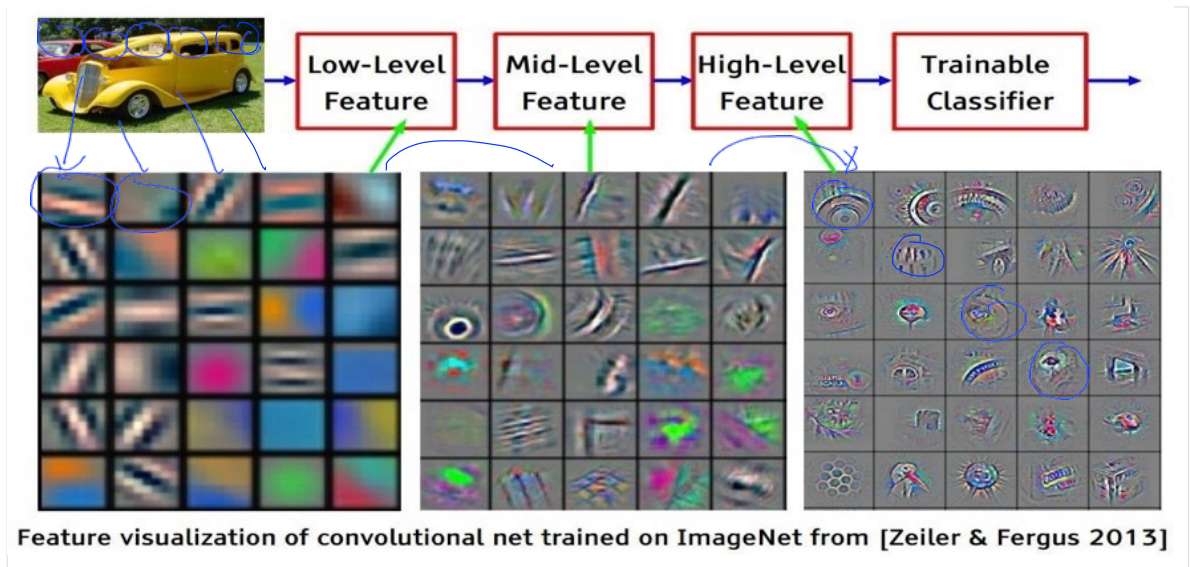 Low-Level
Feature
Mid-Level
Feature
High-Level
Feature
Trainable
Classifier
Feature visualization of convolutional net trained on ImageNet from [Zeiler & Fergus 2013]